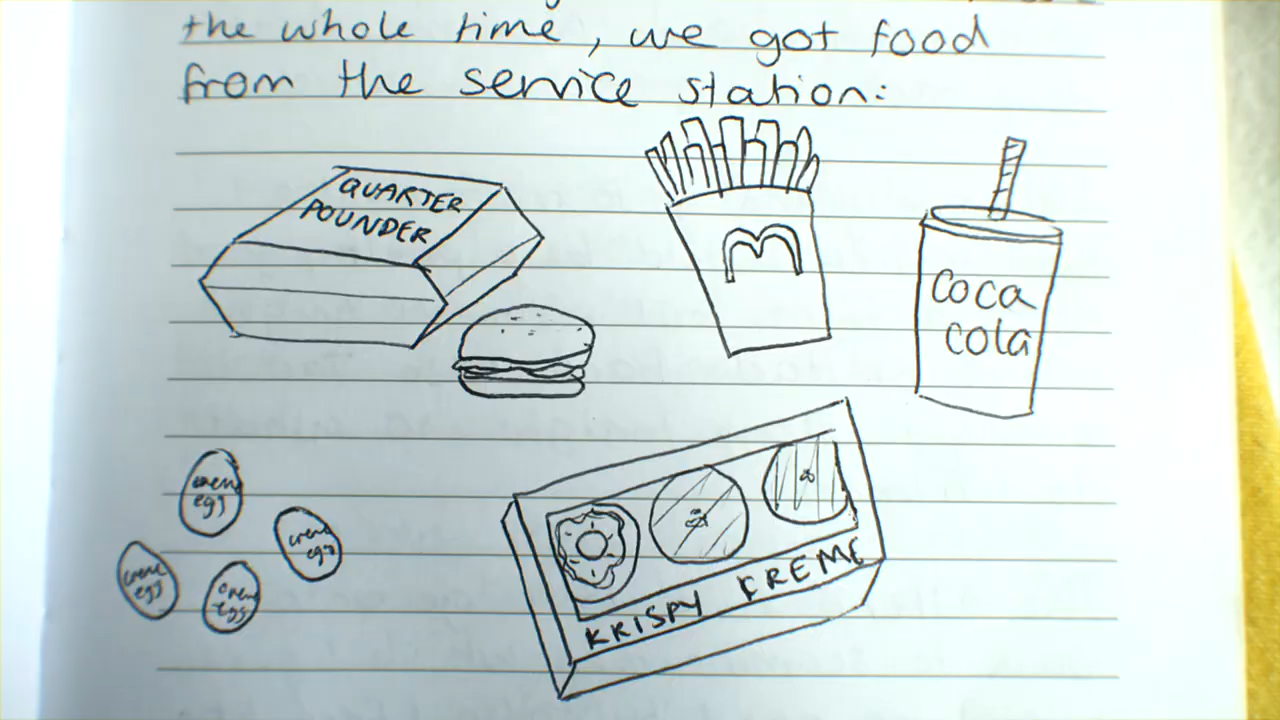 the whole time, we got food
from the service station:
QUARTER
POUNDER
M
Coca
cola
creme
egg
creme
egg
creme
egg
creme
egg
KRISPY KREME